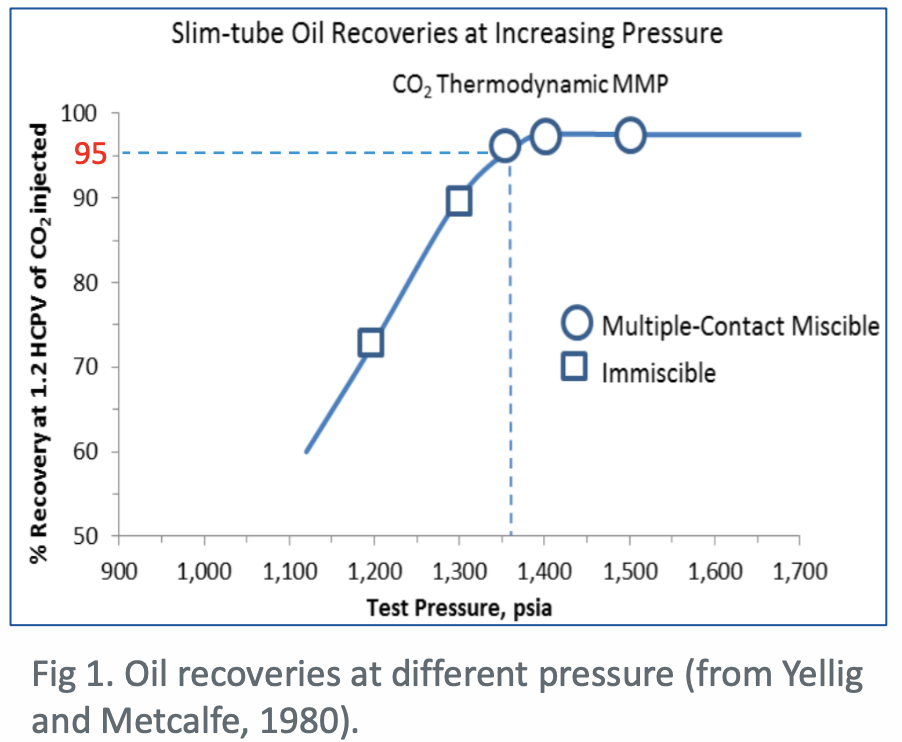 Slim-tube Oil Recoveries at Increasing Pressure
CO₂ Thermodynamic MMP
% Recovery at 1.2 HCPV of CO₂ injected
100
95
90
80
70
60
50
Multiple-Contact Miscible
Immiscible
900 1,000 1,100 1,200 1,300 1,400 1,500 1,600 1,700
Test Pressure, psia
Fig 1. Oil recoveries at different pressure (from Yellig
and Metcalfe, 1980).